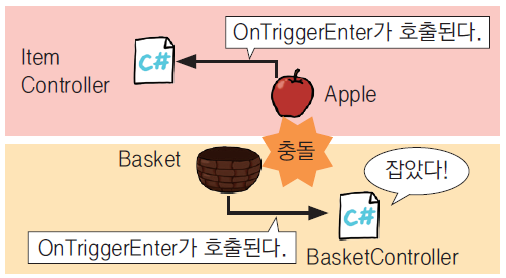 OnTriggerEnter가 호출된다.
Item
Controller
C#
Apple
충돌
Basket
잡았다!
C#
OnTriggerEnter가 호출된다.
BasketController